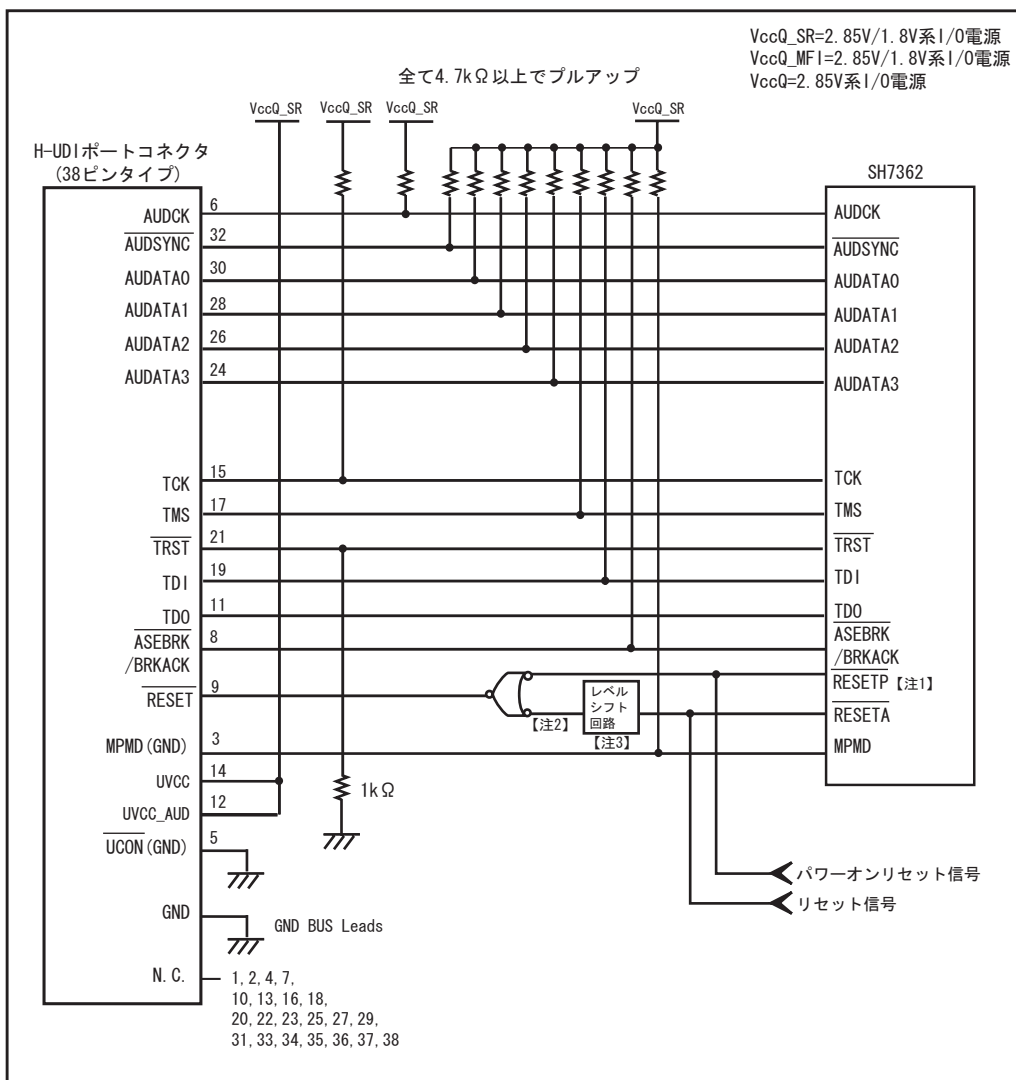 VccQ_SR=2.85V/1.8V系I/O電源
VccQ_MFI=2.85V/1.8V系I/O電源
VccQ=2.85V系I/O電源
全て4.7kΩ以上でプルアップ
VccQ_SR VccQ_SR VccQ_SR VccQ_SR
H-UDIポートコネクタ
(38ピンタイプ)
SH7362
AUDCK 6 AUDCK
AUDSYNC 32 AUDSYNC
AUDATA0 30 AUDATA0
AUDATA1 28 AUDATA1
AUDATA2 26 AUDATA2
AUDATA3 24 AUDATA3
TCK 15 TCK
TMS 17 TMS
TRST 21 TRST
TDI 19 TDI
TDO 11 TDO
ASEBRK 8 ASEBRK
/BRKACK /BRKACK
RESET 9 RESETP【注1】
レベル
シフト
回路
【注2】
【注3】
RESETA
MPMD(GND) 3 MPMD
UVCC 14
1kΩ
UVCC_AUD 12
UCON(GND) 5
パワーオンリセット信号
リセット信号
GND GND BUS Leads
N.C. 1, 2, 4, 7,
10, 13, 16, 18,
20, 22, 23, 25, 27, 29,
31, 33, 34, 35, 36, 37, 38